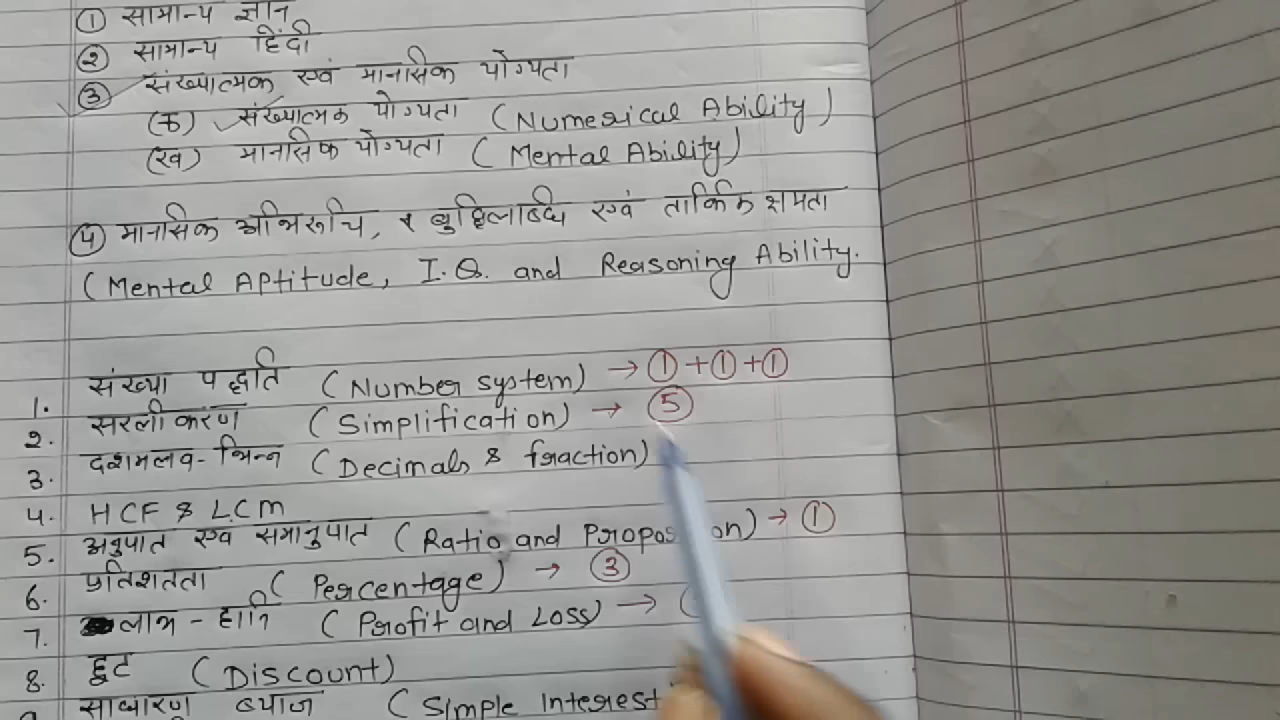 ① सामान्य ज्ञान
② सामान्य हिंदी
③ संख्यात्मक एवं मानसिक योग्यता
(क) संख्यात्मक योग्यता (Numerical Ability)
(ख) मानसिक योग्यता (Mental Ability)
④ मानसिक अभिरूचि, बुद्धिलब्धि एवं तार्किक क्षमता
(Mental Aptitude, I.Q. and Reasoning Ability.
1. संख्या पद्धति (Number system) → ① + ① + ①
2. सरलीकरण (Simplification) → ⑤
3. दशमलव-भिन्न (Decimals & fraction)
4. HCF & LCM
5. अनुपात एवं समानुपात (Ratio and on) → ①
6. प्रतिशतता (Percentage) → ③
7. लाभ-हानि (Profit and Loss) → (
8. छुट (Discount)
साधारण ब्याज (Simple Interest